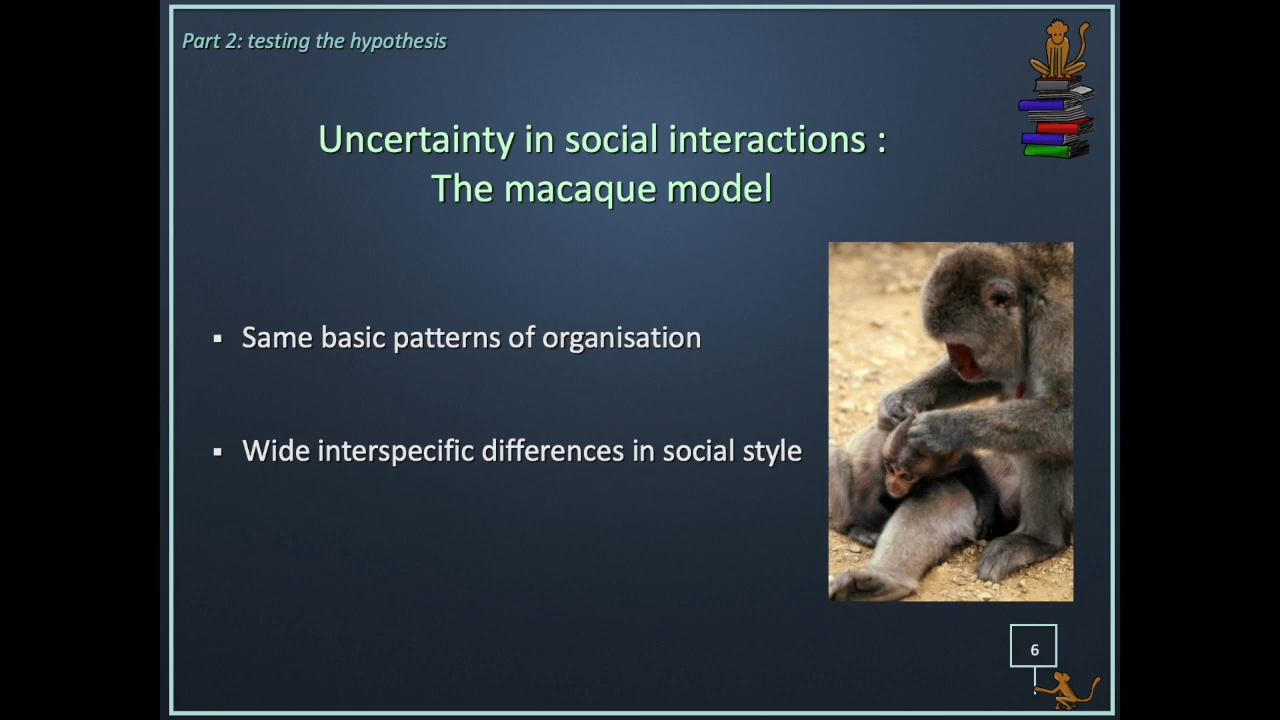 Part 2: testing the hypothesis
Uncertainty in social interactions :
The macaque model
▪ Same basic patterns of organisation
▪ Wide interspecific differences in social style
6